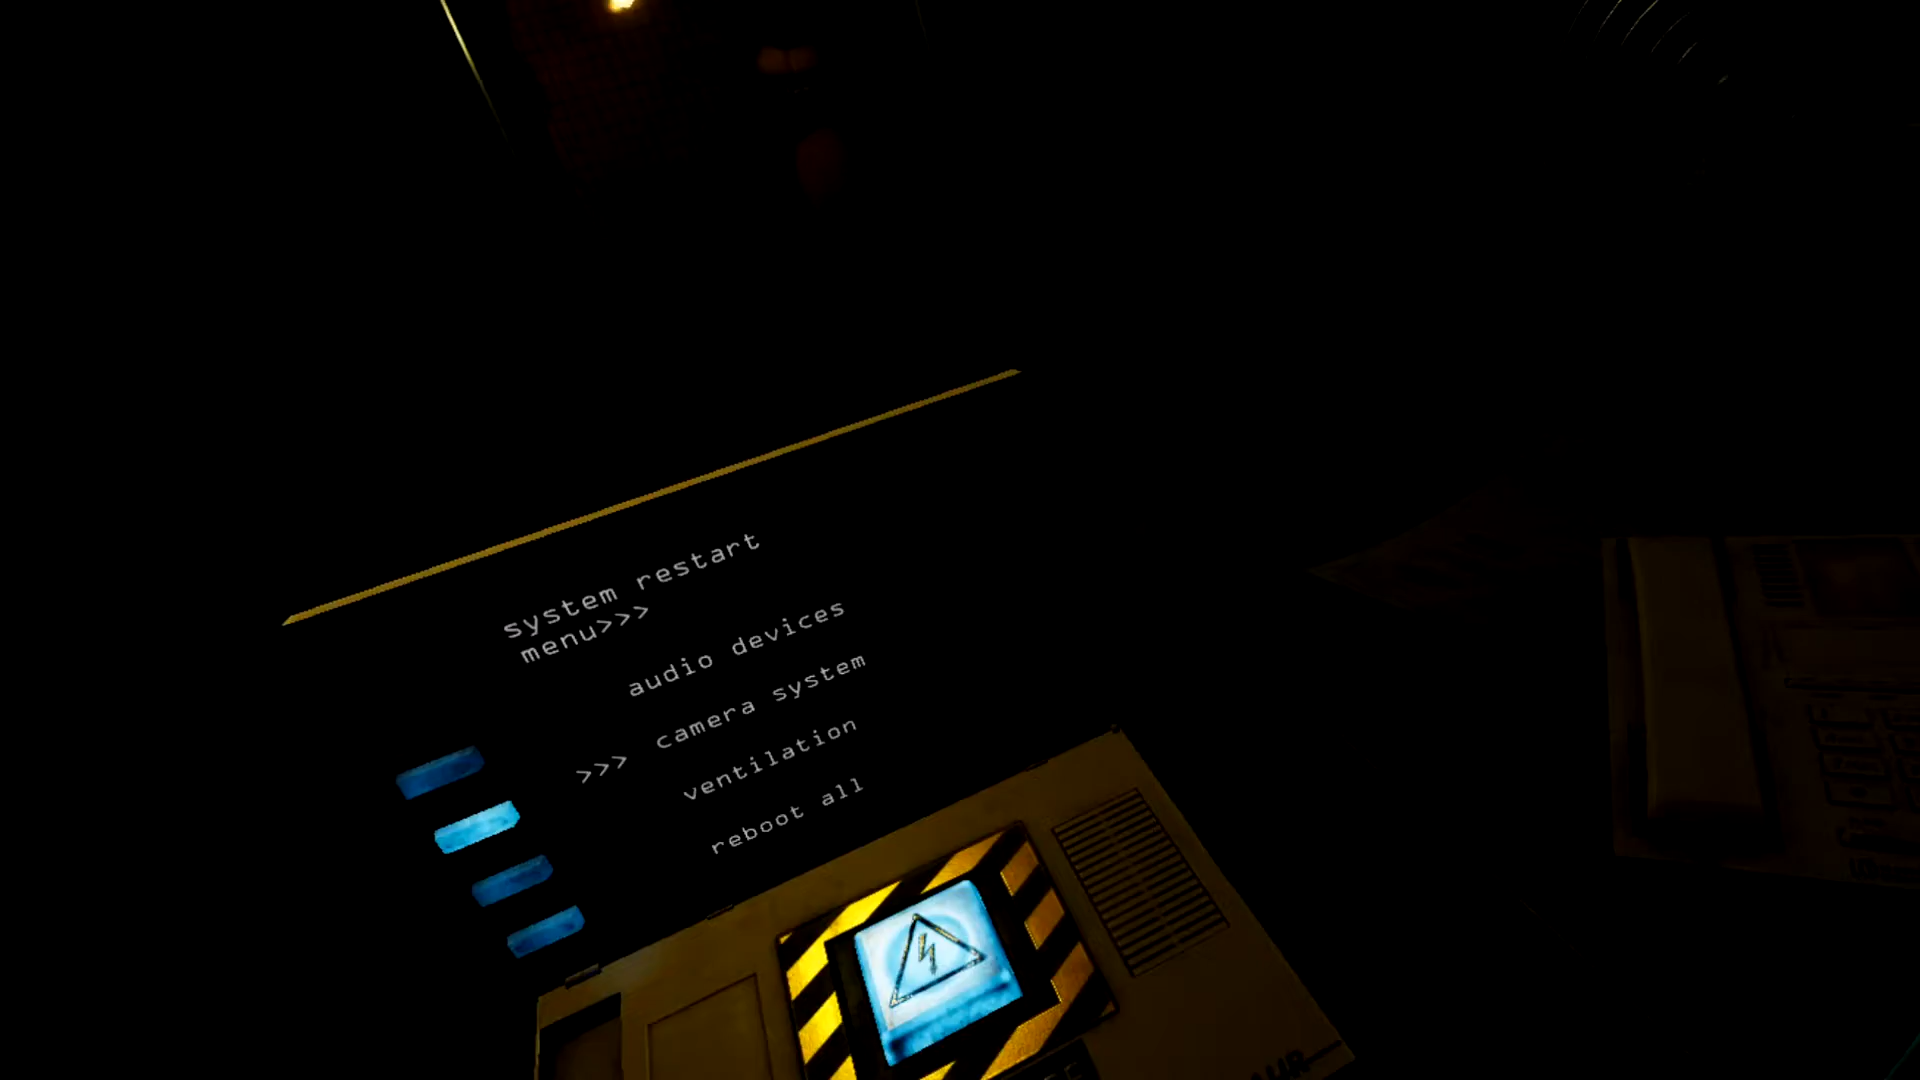 system restart
menu>>>
audio devices
>>> camera system
ventilation
reboot all